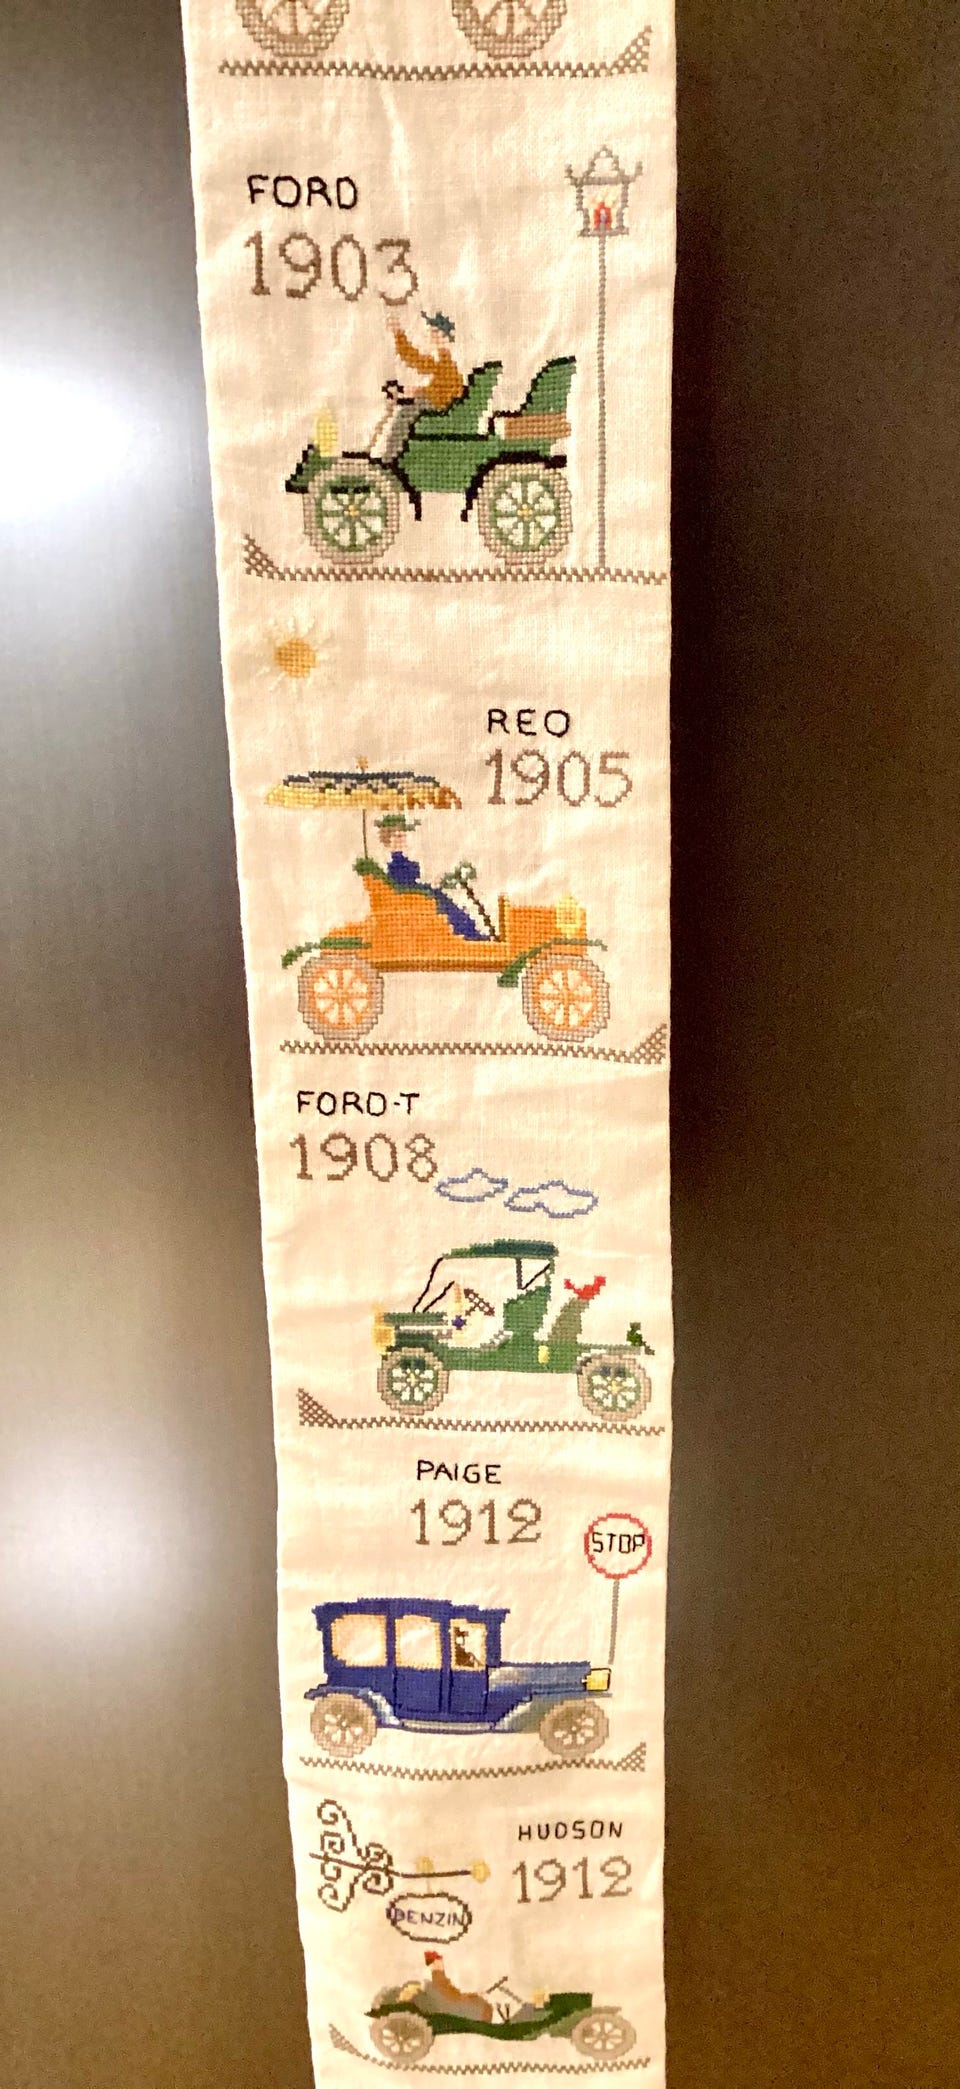 FORD
1903
REO
1905
FORD-T
1908
PAIGE
1912
STOP
HUDSON
1912
BENZIN